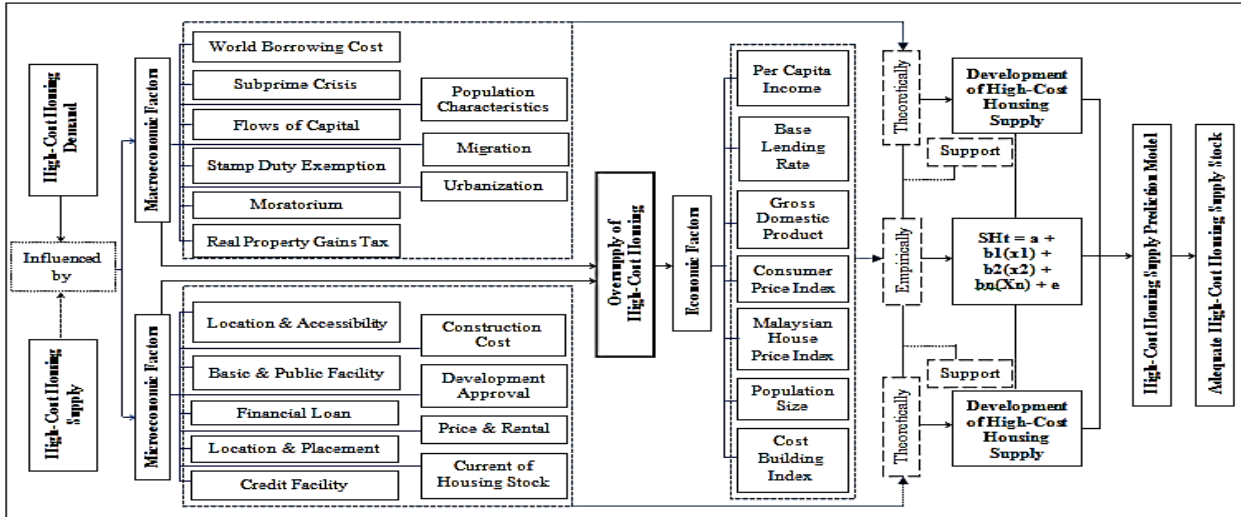 High-Cost Housing
Demand
Influenced
by
High-Cost Housing
Supply
Macroeconomic Factors
Microeconomic Factors
World Borrowing Cost
Subprime Crisis
Flows of Capital
Stamp Duty Exemption
Moratorium
Real Property Gains Tax
Population
Characteristics
Migration
Urbanization
Location & Accessibility
Basic & Public Facility
Financial Loan
Location & Placement
Credit Facility
Construction
Cost
Development
Approval
Price & Rental
Current of
Housing Stock
Oversupply of
High-Cost Housing
Economic Factors
Per Capita
Income
Base
Lending
Rate
Gross
Domestic
Product
Consumer
Price Index
Malaysian
House
Price Index
Population
Size
Cost
Building
Index
Theoretically
Empirically
Theoretically
Development
of High-Cost
Housing
Supply
Support
SHt = a +
b1(x1) +
b2(x2) +
bn(Xn) + e
Support
Development
of High-Cost
Housing
Supply
High-Cost Housing Supply Prediction Model
Adequate High-Cost Housing Supply Stock